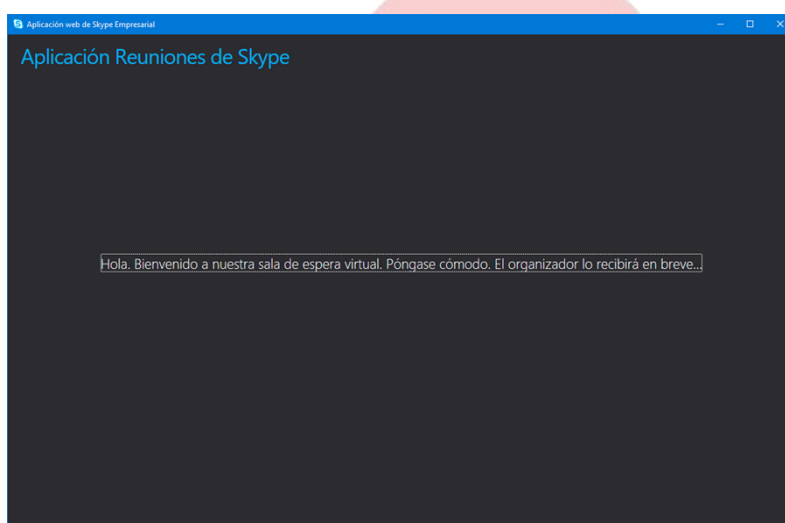 Aplicación web de Skype Empresarial
Aplicación Reuniones de Skype
Hola. Bienvenido a nuestra sala de espera virtual. Póngase cómodo. El organizador lo recibirá en breve...